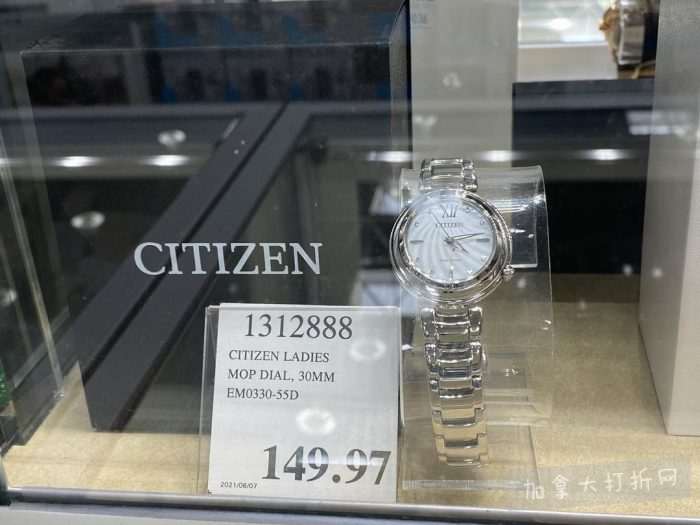 CITIZEN
CITIZEN
1312888
CITIZEN LADIES
MOP DIAL, 30MM
EM0330-55D
149.97
2021/06/07
加拿大打折网